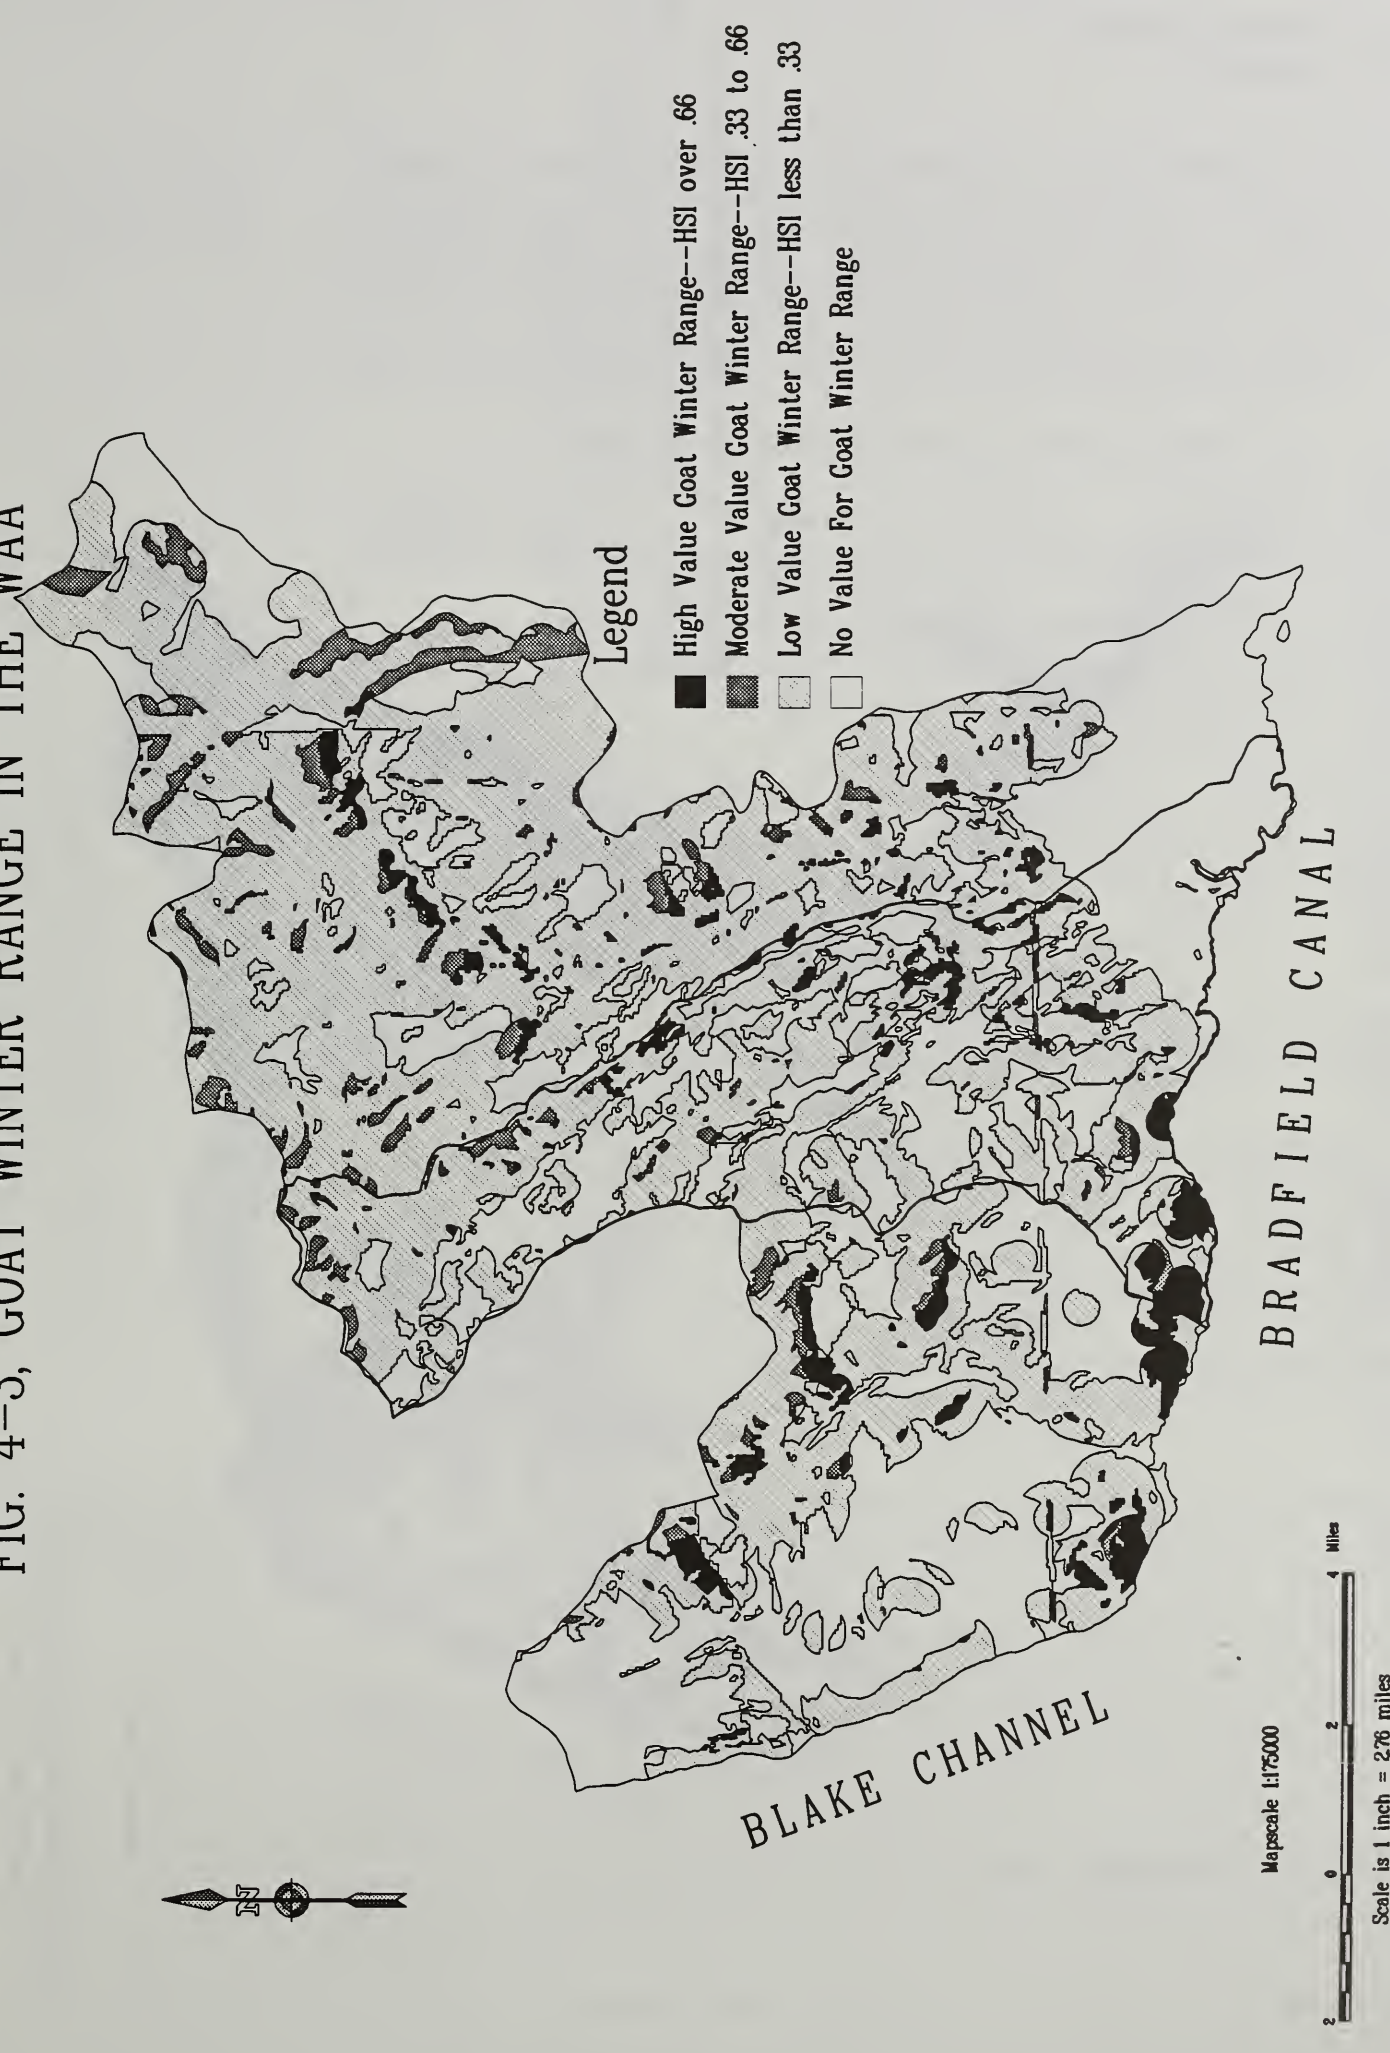 FIG. 4-3, GOAT WINTER RANGE IN THE WAA
N
Legend
High Value Goat Winter Range--HSI over .66
Moderate Value Goat Winter Range--HSI .33 to .66
Low Value Goat Winter Range--HSI less than .33
No Value For Goat Winter Range
BLAKE CHANNEL
BRADFIELD CANAL
Mapscale 1:175000
2 0 2 4 Miles
Scale is 1 inch = 2.76 miles